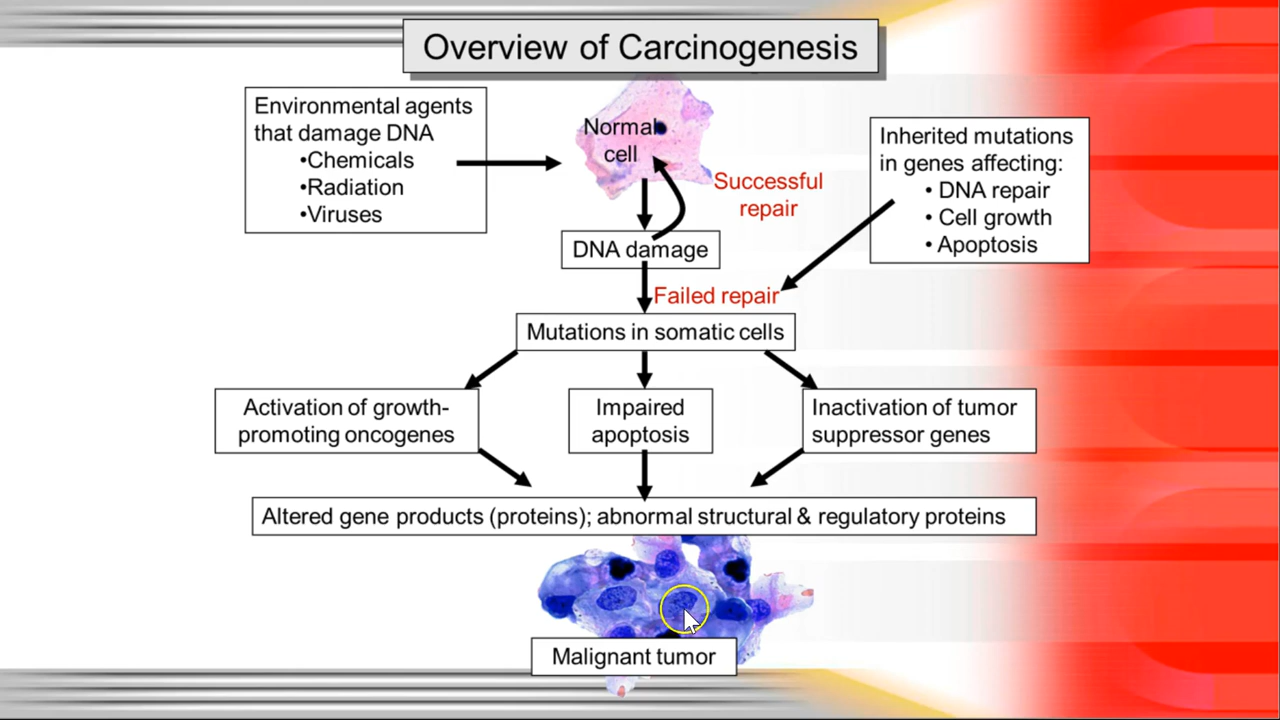 Overview of Carcinogenesis
Environmental agents
that damage DNA
•Chemicals
•Radiation
•Viruses
Normal
cell
Inherited mutations
in genes affecting:
• DNA repair
• Cell growth
• Apoptosis
Successful
repair
DNA damage
Failed repair
Mutations in somatic cells
Activation of growth-
promoting oncogenes
Impaired
apoptosis
Inactivation of tumor
suppressor genes
Altered gene products (proteins); abnormal structural & regulatory proteins
Malignant tumor